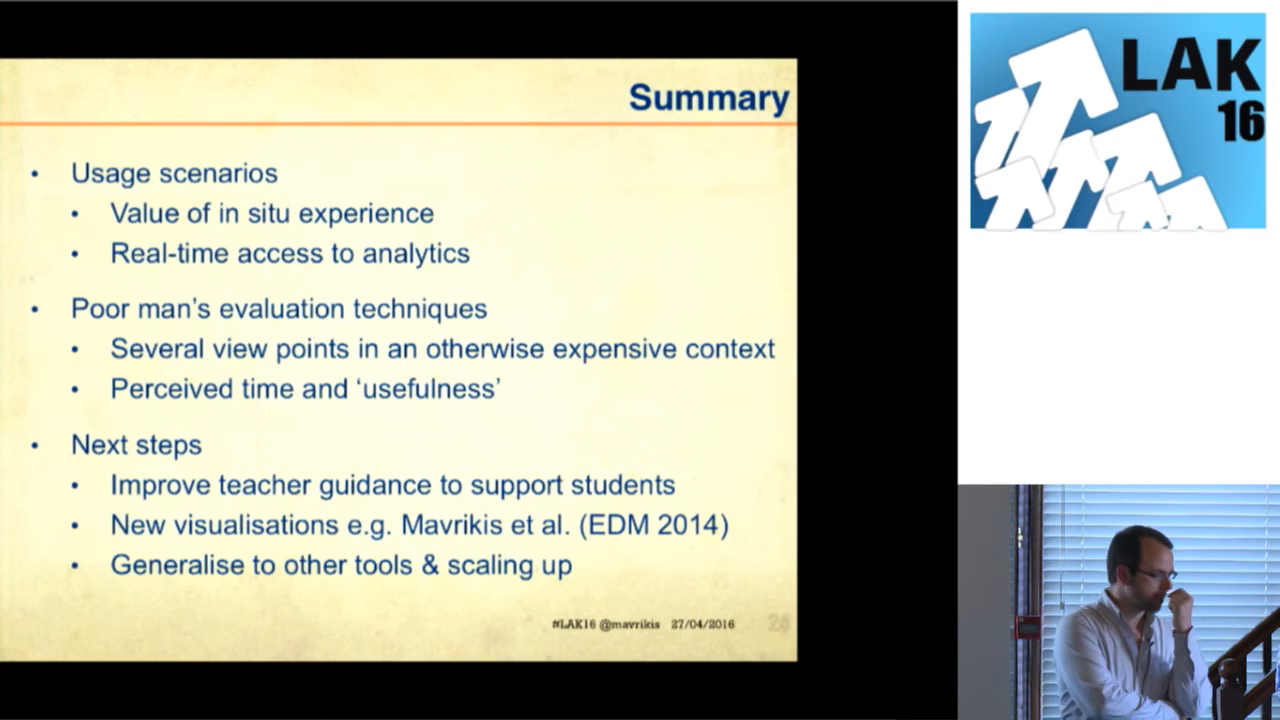 Summary
• Usage scenarios
• Value of in situ experience
• Real-time access to analytics
• Poor man’s evaluation techniques
• Several view points in an otherwise expensive context
• Perceived time and ‘usefulness’
• Next steps
• Improve teacher guidance to support students
• New visualisations e.g. Mavrikis et al. (EDM 2014)
• Generalise to other tools & scaling up
#LAK16 @mavrikis 27/04/2016
LAK
16